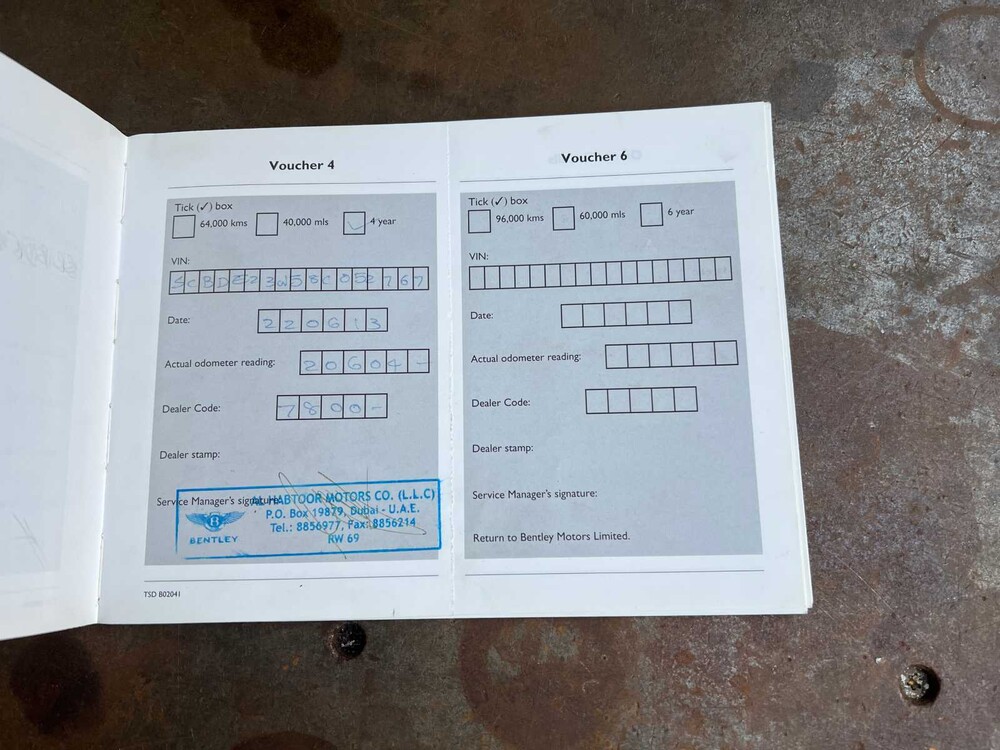 Voucher 4
Tick (✓) box
64,000 kms 40,000 mls ✓ 4 year
VIN:
SCBDE23W58C052767
Date:
220613
Actual odometer reading:
20604-
Dealer Code:
7800-
Dealer stamp:
Service Manager's signature
AL HABTOOR MOTORS CO. (L.L.C)
P.O. Box 19879, Dubai - U.A.E.
Tel.: 8856977, Fax: 8856214
RW 69
B
BENTLEY
TSD B02041
Voucher 6
Tick (✓) box
96,000 kms 60,000 mls 6 year
VIN:
Date:
Actual odometer reading:
Dealer Code:
Dealer stamp:
Service Manager's signature:
Return to Bentley Motors Limited.